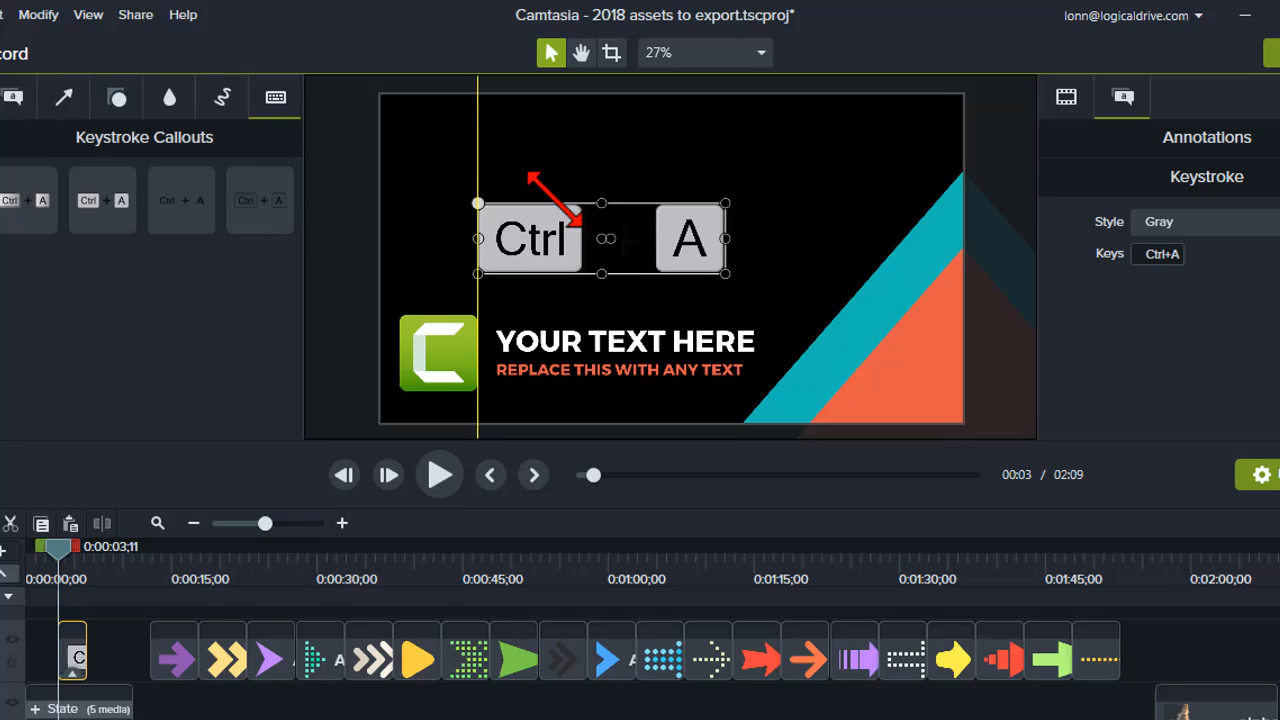 t Modify View Share Help
Camtasia - 2018 assets to export.tscproj*
lonn@logicaldrive.com
cord
27%
a
a
Keystroke Callouts
Annotations
Keystroke
Ctrl + A
Ctrl + A
Ctrl + A
Ctrl + A
Style Gray
Keys Ctrl+A
Ctrl + A
YOUR TEXT HERE
REPLACE THIS WITH ANY TEXT
00:03 / 02:09
0:00:03;11
0:00:00;00 0:00:15;00 0:00:30;00 0:00:45;00 0:01:00;00 0:01:15;00 0:01:30;00 0:01:45;00 0:02:00;00
C
A
A
+ State (5 media)